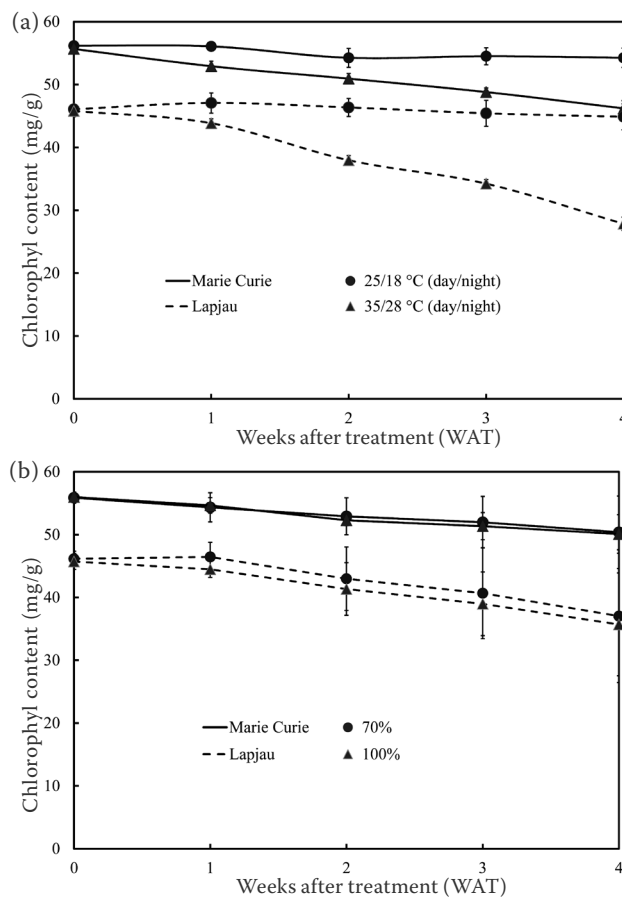 (a)
Chlorophyl content (mg/g)
60
50
40
30
20
10
0
Marie Curie
25/18 °C (day/night)
Lapjau
35/28 °C (day/night)
0 1 2 3 4
Weeks after treatment (WAT)
(b)
Chlorophyl content (mg/g)
60
50
40
30
20
10
0
Marie Curie
70%
Lapjau
100%
0 1 2 3 4
Weeks after treatment (WAT)